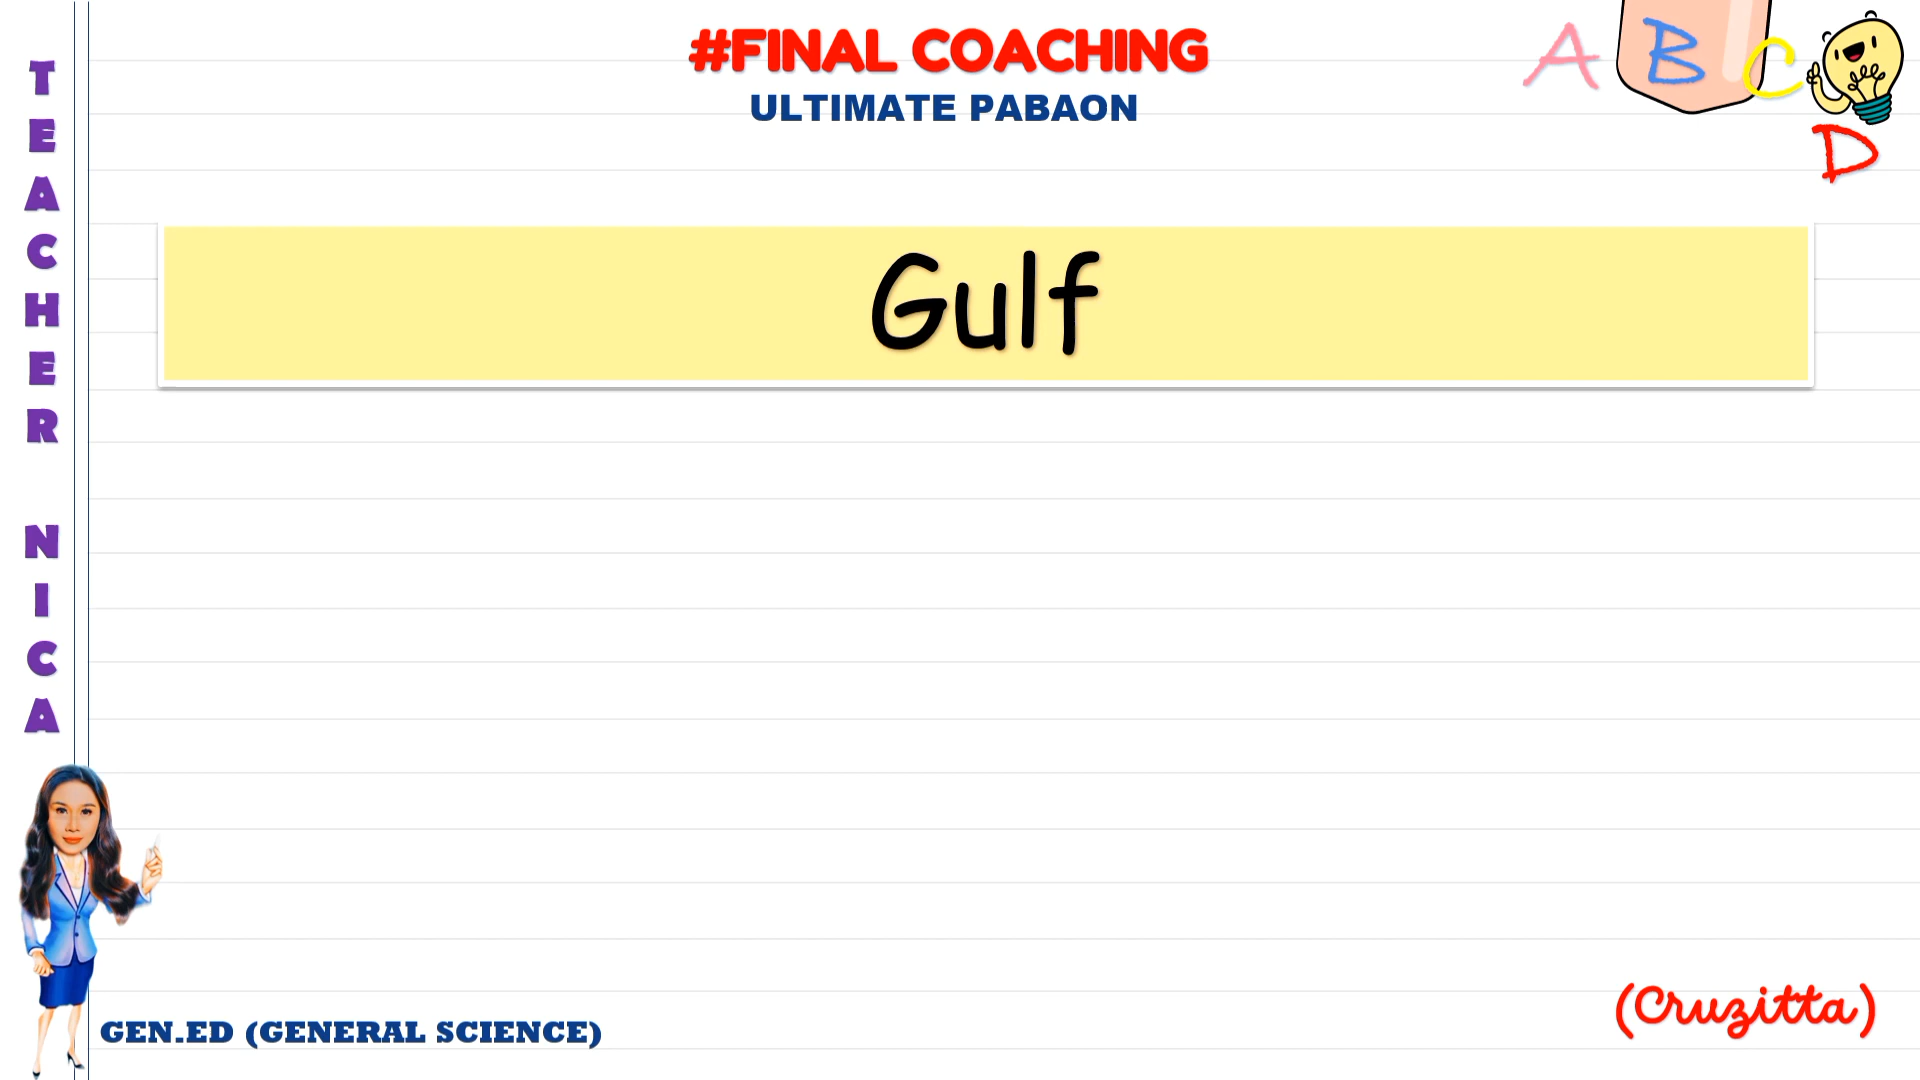 #FINAL COACHING
ULTIMATE PABAON
A B C
D
TEACHER NICA
Gulf
GEN.ED (GENERAL SCIENCE)
(Cruzitta)